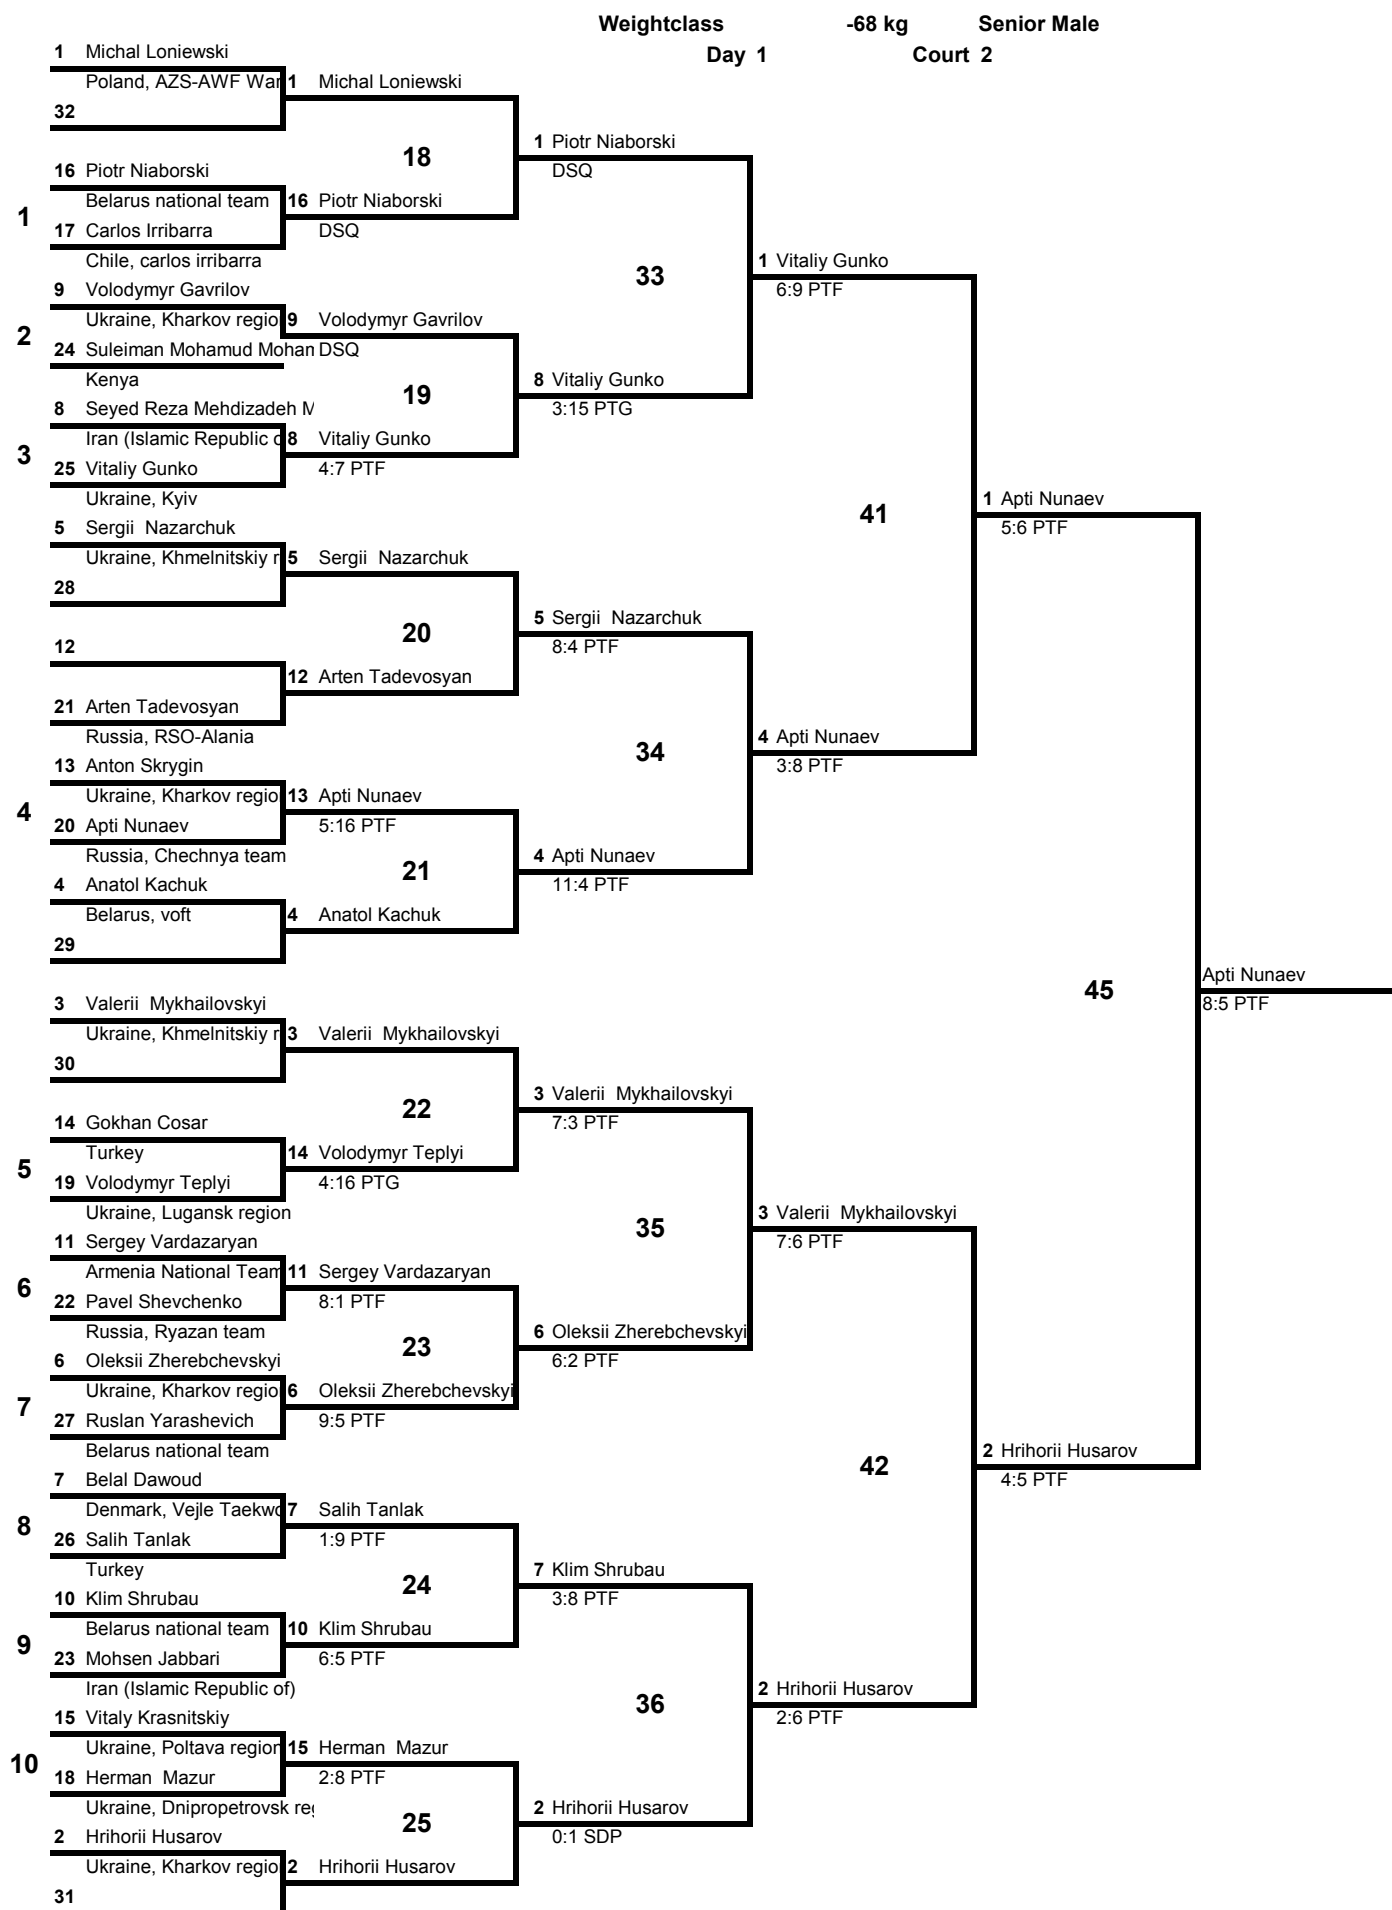 Weightclass -68 kg Senior Male
Day 1 Court 2
1 Michal Loniewski
Poland, AZS-AWF War
1 Michal Loniewski
32
18
1 Piotr Niaborski
DSQ
16 Piotr Niaborski
Belarus national team
16 Piotr Niaborski
DSQ
1
17 Carlos Irribarra
Chile, carlos irribarra
33
1 Vitaliy Gunko
6:9 PTF
9 Volodymyr Gavrilov
Ukraine, Kharkov regio
9 Volodymyr Gavrilov
DSQ
2
24 Suleiman Mohamud Moham
Kenya
19
8 Vitaliy Gunko
3:15 PTG
8 Seyed Reza Mehdizadeh M
Iran (Islamic Republic o
8 Vitaliy Gunko
4:7 PTF
3
25 Vitaliy Gunko
Ukraine, Kyiv
41
1 Apti Nunaev
5:6 PTF
5 Sergii Nazarchuk
Ukraine, Khmelnitskiy r
5 Sergii Nazarchuk
28
20
5 Sergii Nazarchuk
8:4 PTF
12
12 Arten Tadevosyan
21 Arten Tadevosyan
Russia, RSO-Alania
34
4 Apti Nunaev
3:8 PTF
13 Anton Skrygin
Ukraine, Kharkov regio
13 Apti Nunaev
5:16 PTF
4
20 Apti Nunaev
Russia, Chechnya team
21
4 Apti Nunaev
11:4 PTF
4 Anatol Kachuk
Belarus, voft
4 Anatol Kachuk
29
45
Apti Nunaev
8:5 PTF
3 Valerii Mykhailovskyi
Ukraine, Khmelnitskiy r
3 Valerii Mykhailovskyi
30
22
3 Valerii Mykhailovskyi
7:3 PTF
14 Gokhan Cosar
Turkey
14 Volodymyr Teplyi
4:16 PTG
5
19 Volodymyr Teplyi
Ukraine, Lugansk region
35
3 Valerii Mykhailovskyi
7:6 PTF
11 Sergey Vardazaryan
Armenia National Team
11 Sergey Vardazaryan
8:1 PTF
6
22 Pavel Shevchenko
Russia, Ryazan team
23
6 Oleksii Zherebchevskyi
6:2 PTF
6 Oleksii Zherebchevskyi
Ukraine, Kharkov regio
6 Oleksii Zherebchevskyi
9:5 PTF
7
27 Ruslan Yarashevich
Belarus national team
42
2 Hrihorii Husarov
4:5 PTF
7 Belal Dawoud
Denmark, Vejle Taekwo
7 Salih Tanlak
1:9 PTF
8
26 Salih Tanlak
Turkey
24
7 Klim Shrubau
3:8 PTF
10 Klim Shrubau
Belarus national team
10 Klim Shrubau
6:5 PTF
9
23 Mohsen Jabbari
Iran (Islamic Republic of)
36
2 Hrihorii Husarov
2:6 PTF
15 Vitaly Krasnitskiy
Ukraine, Poltava region
15 Herman Mazur
2:8 PTF
10
18 Herman Mazur
Ukraine, Dnipropetrovsk reg
25
2 Hrihorii Husarov
0:1 SDP
2 Hrihorii Husarov
Ukraine, Kharkov regio
2 Hrihorii Husarov
31